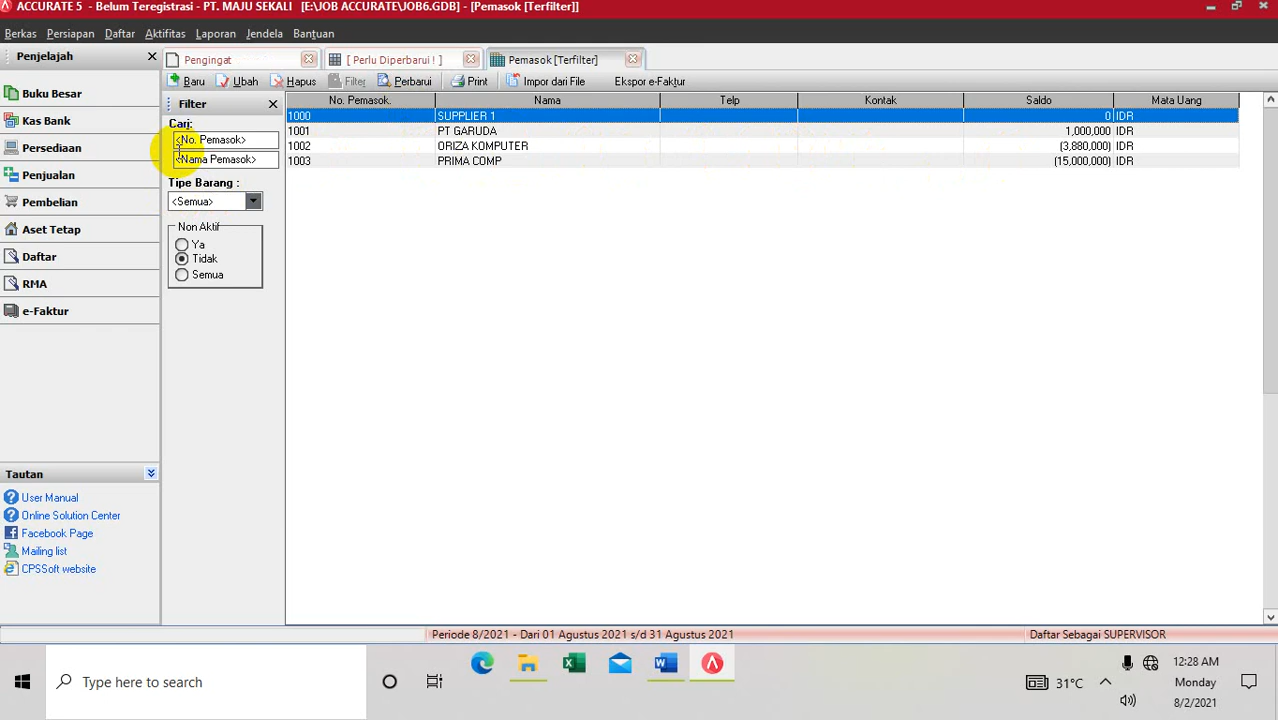 ACCURATE 5 - Belum Teregistrasi - PT. MAJU SEKALI [E:\JOB ACCURATE\JOB6.GDB] - [Pemasok [Terfilter]]
Berkas Persiapan Daftar Aktifitas Laporan Jendela Bantuan
Penjelajah
Buku Besar
Kas Bank
Persediaan
Penjualan
Pembelian
Aset Tetap
Daftar
RMA
e-Faktur
Tautan
User Manual
Online Solution Center
Facebook Page
Mailing list
CPSSoft website
Pengingat [ Perlu Diperbarui ! ] Pemasok [Terfilter]
Baru Ubah Hapus Filter Perbarui Print Impor dari File Ekspor e-Faktur
Filter
Cari:
<No. Pemasok>
<Nama Pemasok>
Tipe Barang :
<Semua>
Non Aktif
Ya
Tidak
Semua
No. Pemasok. Nama Telp Kontak Saldo Mata Uang
1000 SUPPLIER 1 0 IDR
1001 PT GARUDA 1,000,000 IDR
1002 ORIZA KOMPUTER (3,880,000) IDR
1003 PRIMA COMP (15,000,000) IDR
Periode 8/2021 - Dari 01 Agustus 2021 s/d 31 Agustus 2021 Daftar Sebagai SUPERVISOR
Type here to search
31°C
12:28 AM
Monday
8/2/2021